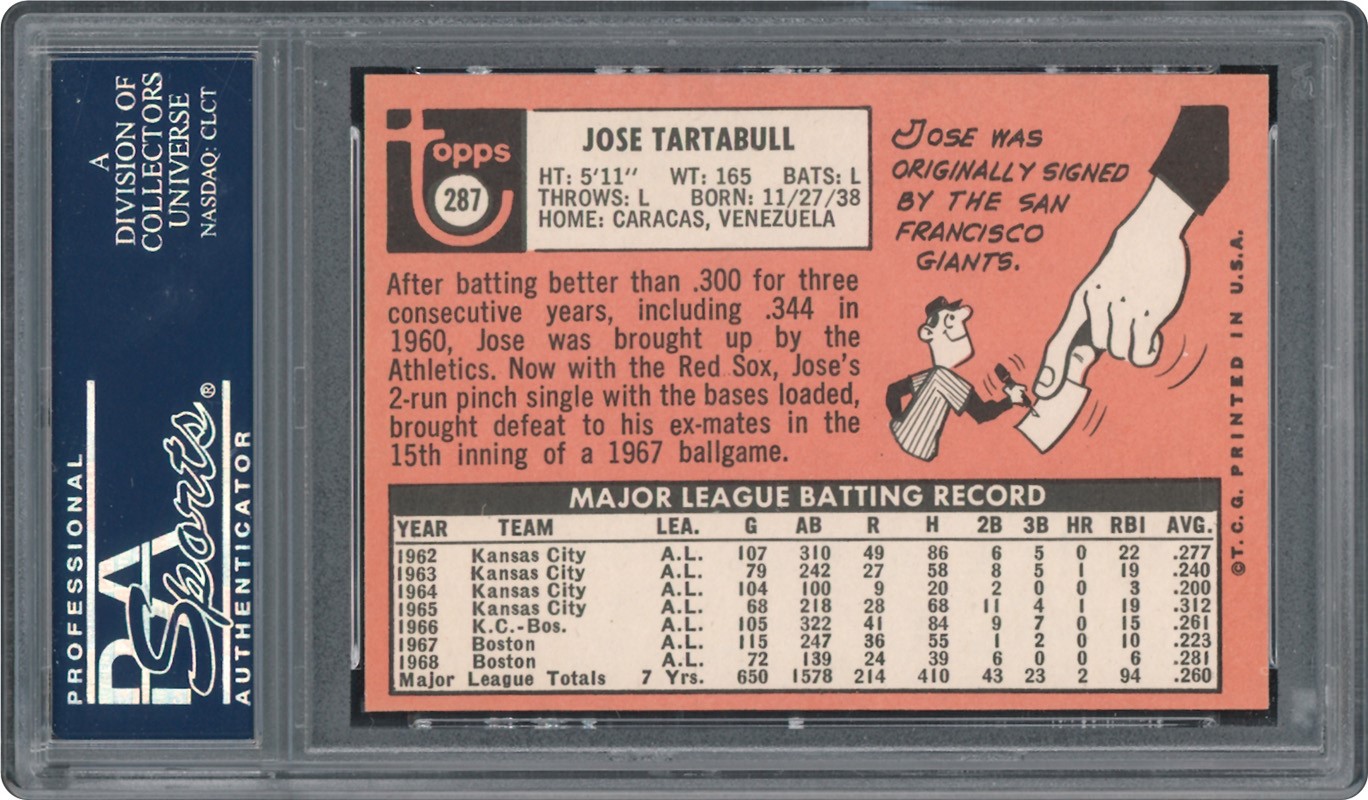 A
DIVISION OF
COLLECTORS
UNIVERSE
NASDAQ: CLCT
PROFESSIONAL
PSA
Sports®
AUTHENTICATOR
topps
287
JOSE TARTABULL
HT: 5'11" WT: 165 BATS: L
THROWS: L BORN: 11/27/38
HOME: CARACAS, VENEZUELA
JOSE WAS
ORIGINALLY SIGNED
BY THE SAN
FRANCISCO
GIANTS.
After batting better than .300 for three
consecutive years, including .344 in
1960, Jose was brought up by the
Athletics. Now with the Red Sox, Jose's
2-run pinch single with the bases loaded,
brought defeat to his ex-mates in the
15th inning of a 1967 ballgame.
MAJOR LEAGUE BATTING RECORD
YEAR TEAM LEA. G AB R H 2B 3B HR RBI AVG.
1962 Kansas City A.L. 107 310 49 86 6 5 0 22 .277
1963 Kansas City A.L. 79 242 27 58 8 5 1 19 .240
1964 Kansas City A.L. 104 100 9 20 2 0 0 3 .200
1965 Kansas City A.L. 68 218 28 68 11 4 1 19 .312
1966 K.C.-Bos. A.L. 105 322 41 84 9 7 0 15 .261
1967 Boston A.L. 115 247 36 55 1 2 0 10 .223
1968 Boston A.L. 72 139 24 39 6 0 0 6 .281
Major League Totals 7 Yrs. 650 1578 214 410 43 23 2 94 .260
©T.C.G. PRINTED IN U.S.A.